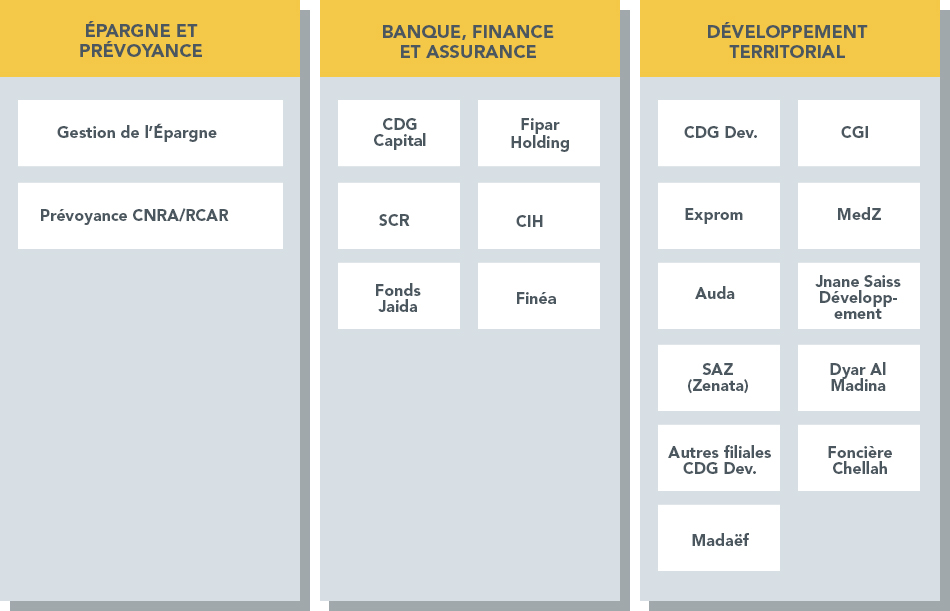 ÉPARGNE ET
PRÉVOYANCE
Gestion de l'Épargne
Prévoyance CNRA/RCAR
BANQUE, FINANCE
ET ASSURANCE
CDG
Capital
Fipar
Holding
SCR
CIH
Fonds
Jaida
Finéa
DÉVELOPPEMENT
TERRITORIAL
CDG Dev.
CGI
Exprom
MedZ
Auda
Jnane Saiss
Développ-
ement
SAZ
(Zenata)
Dyar Al
Madina
Autres filiales
CDG Dev.
Foncière
Chellah
Madaëf